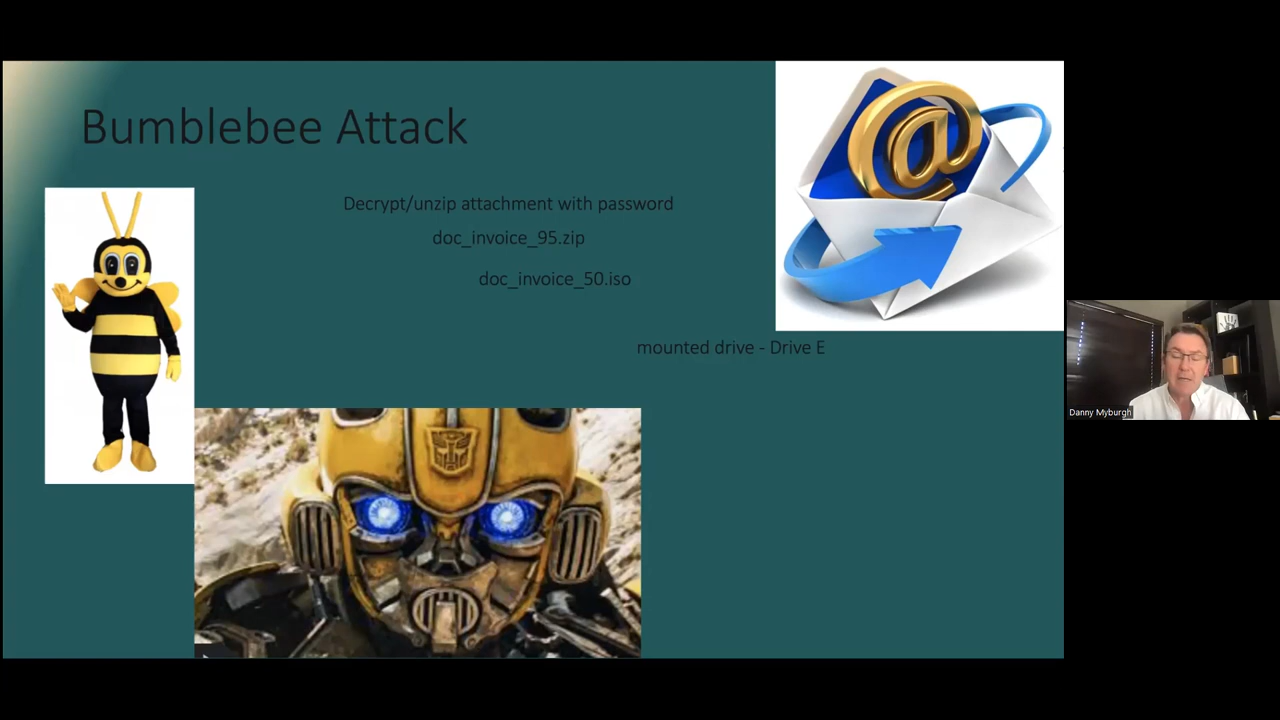 Bumblebee Attack
Decrypt/unzip attachment with password
doc_invoice_95.zip
doc_invoice_50.iso
mounted drive - Drive E
Danny Myburgh